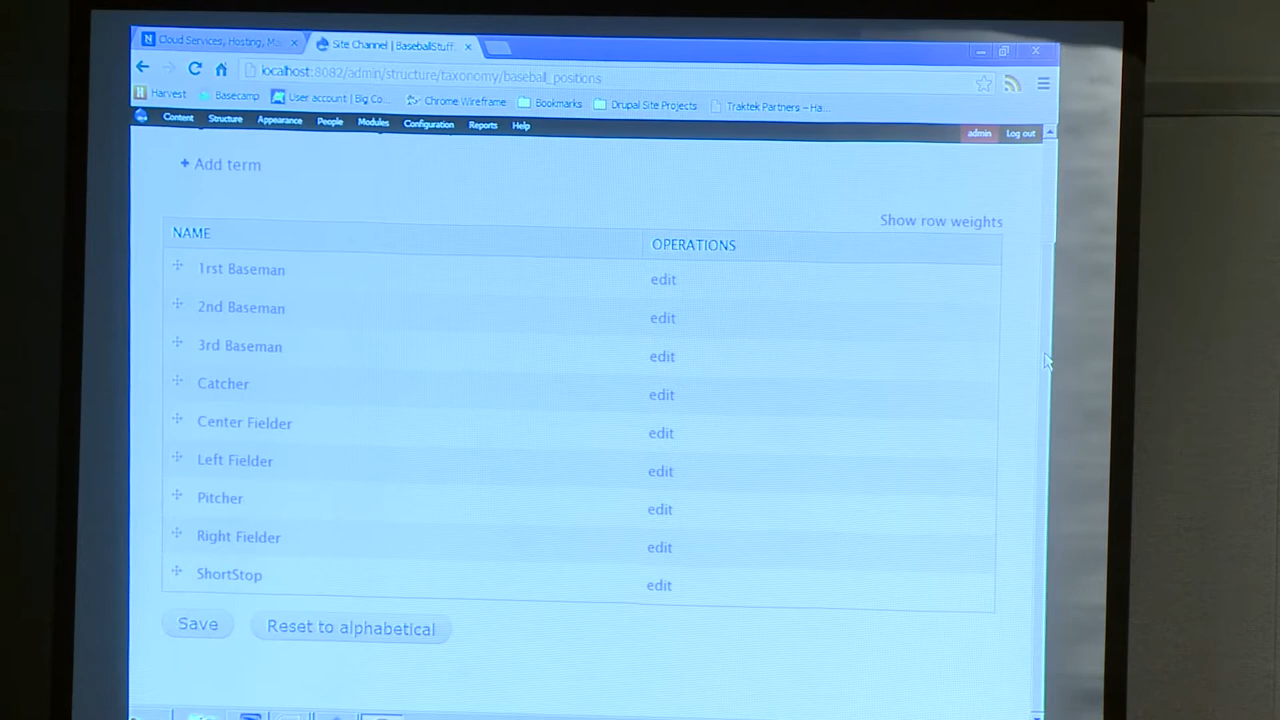 Cloud Services, Hosting, Ma
Site Channel | BaseballStuff
localhost:8082/admin/structure/taxonomy/baseball_positions
Harvest Basecamp User account | Big Co... Chrome Wireframe Bookmarks Drupal Site Projects Traktek Partners – Ha...
Content Structure Appearance People Modules Configuration Reports Help admin Log out
+ Add term
Show row weights
NAME OPERATIONS
1rst Baseman edit
2nd Baseman edit
3rd Baseman edit
Catcher edit
Center Fielder edit
Left Fielder edit
Pitcher edit
Right Fielder edit
ShortStop edit
Save Reset to alphabetical